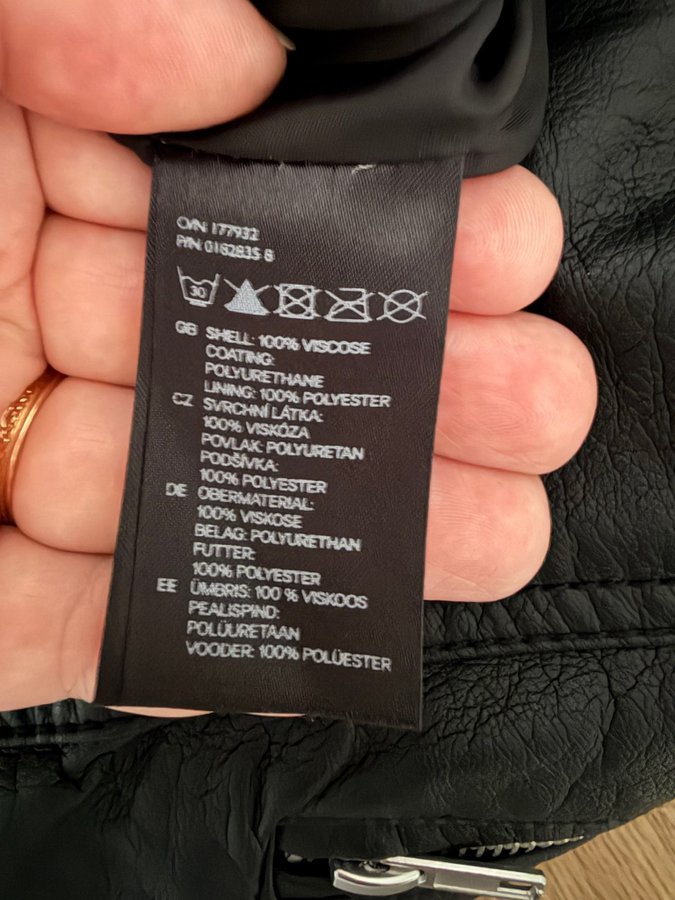 O/N: 177932
P/N: 0182835 8
30
GB SHELL: 100% VISCOSE
COATING:
POLYURETHANE
LINING: 100% POLYESTER
CZ SVRCHNÍ LÁTKA:
100% VISKÓZA
POVLAK: POLYURETAN
PODŠÍVKA:
100% POLYESTER
DE OBERMATERIAL:
100% VISKOSE
BELAG: POLYURETHAN
FUTTER:
100% POLYESTER
EE ÜMBRIS: 100 % VISKOOS
PEALISPIND:
POLÜURETAAN
VOODER: 100% POLÜESTER